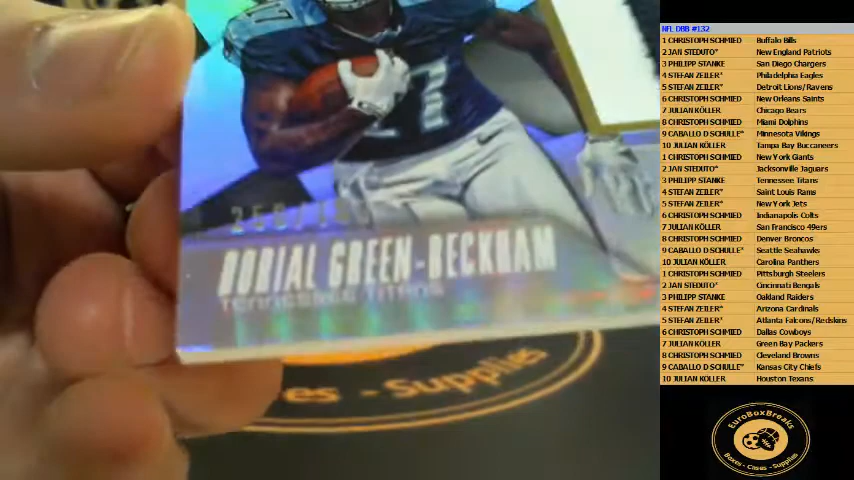 17
17
DORIAL GREEN-BECKHAM
TENNESSEE TITANS
es - Supplies
NFL DBB #132
1 CHRISTOPH SCHMIED Buffalo Bills
2 JAN STEDUTO* New England Patriots
3 PHILIPP STANKE San Diego Chargers
4 STEFAN ZEILER* Philadelphia Eagles
5 STEFAN ZEILER* Detroit Lions/Ravens
6 CHRISTOPH SCHMIED New Orleans Saints
7 JULIAN KÖLLER Chicago Bears
8 CHRISTOPH SCHMIED Miami Dolphins
9 CABALLO D SCHULLE* Minnesota Vikings
10 JULIAN KÖLLER Tampa Bay Buccaneers
1 CHRISTOPH SCHMIED New York Giants
2 JAN STEDUTO* Jacksonville Jaguars
3 PHILIPP STANKE Tennessee Titans
4 STEFAN ZEILER* Saint Louis Rams
5 STEFAN ZEILER* New York Jets
6 CHRISTOPH SCHMIED Indianapolis Colts
7 JULIAN KÖLLER San Francisco 49ers
8 CHRISTOPH SCHMIED Denver Broncos
9 CABALLO D SCHULLE* Seattle Seahawks
10 JULIAN KÖLLER Carolina Panthers
1 CHRISTOPH SCHMIED Pittsburgh Steelers
2 JAN STEDUTO* Cincinnati Bengals
3 PHILIPP STANKE Oakland Raiders
4 STEFAN ZEILER* Arizona Cardinals
5 STEFAN ZEILER* Atlanta Falcons/Redskins
6 CHRISTOPH SCHMIED Dallas Cowboys
7 JULIAN KÖLLER Green Bay Packers
8 CHRISTOPH SCHMIED Cleveland Browns
9 CABALLO D SCHULLE* Kansas City Chiefs
10 JULIAN KÖLLER Houston Texans
EuroBoxBreaks
Boxes - Cases - Supplies